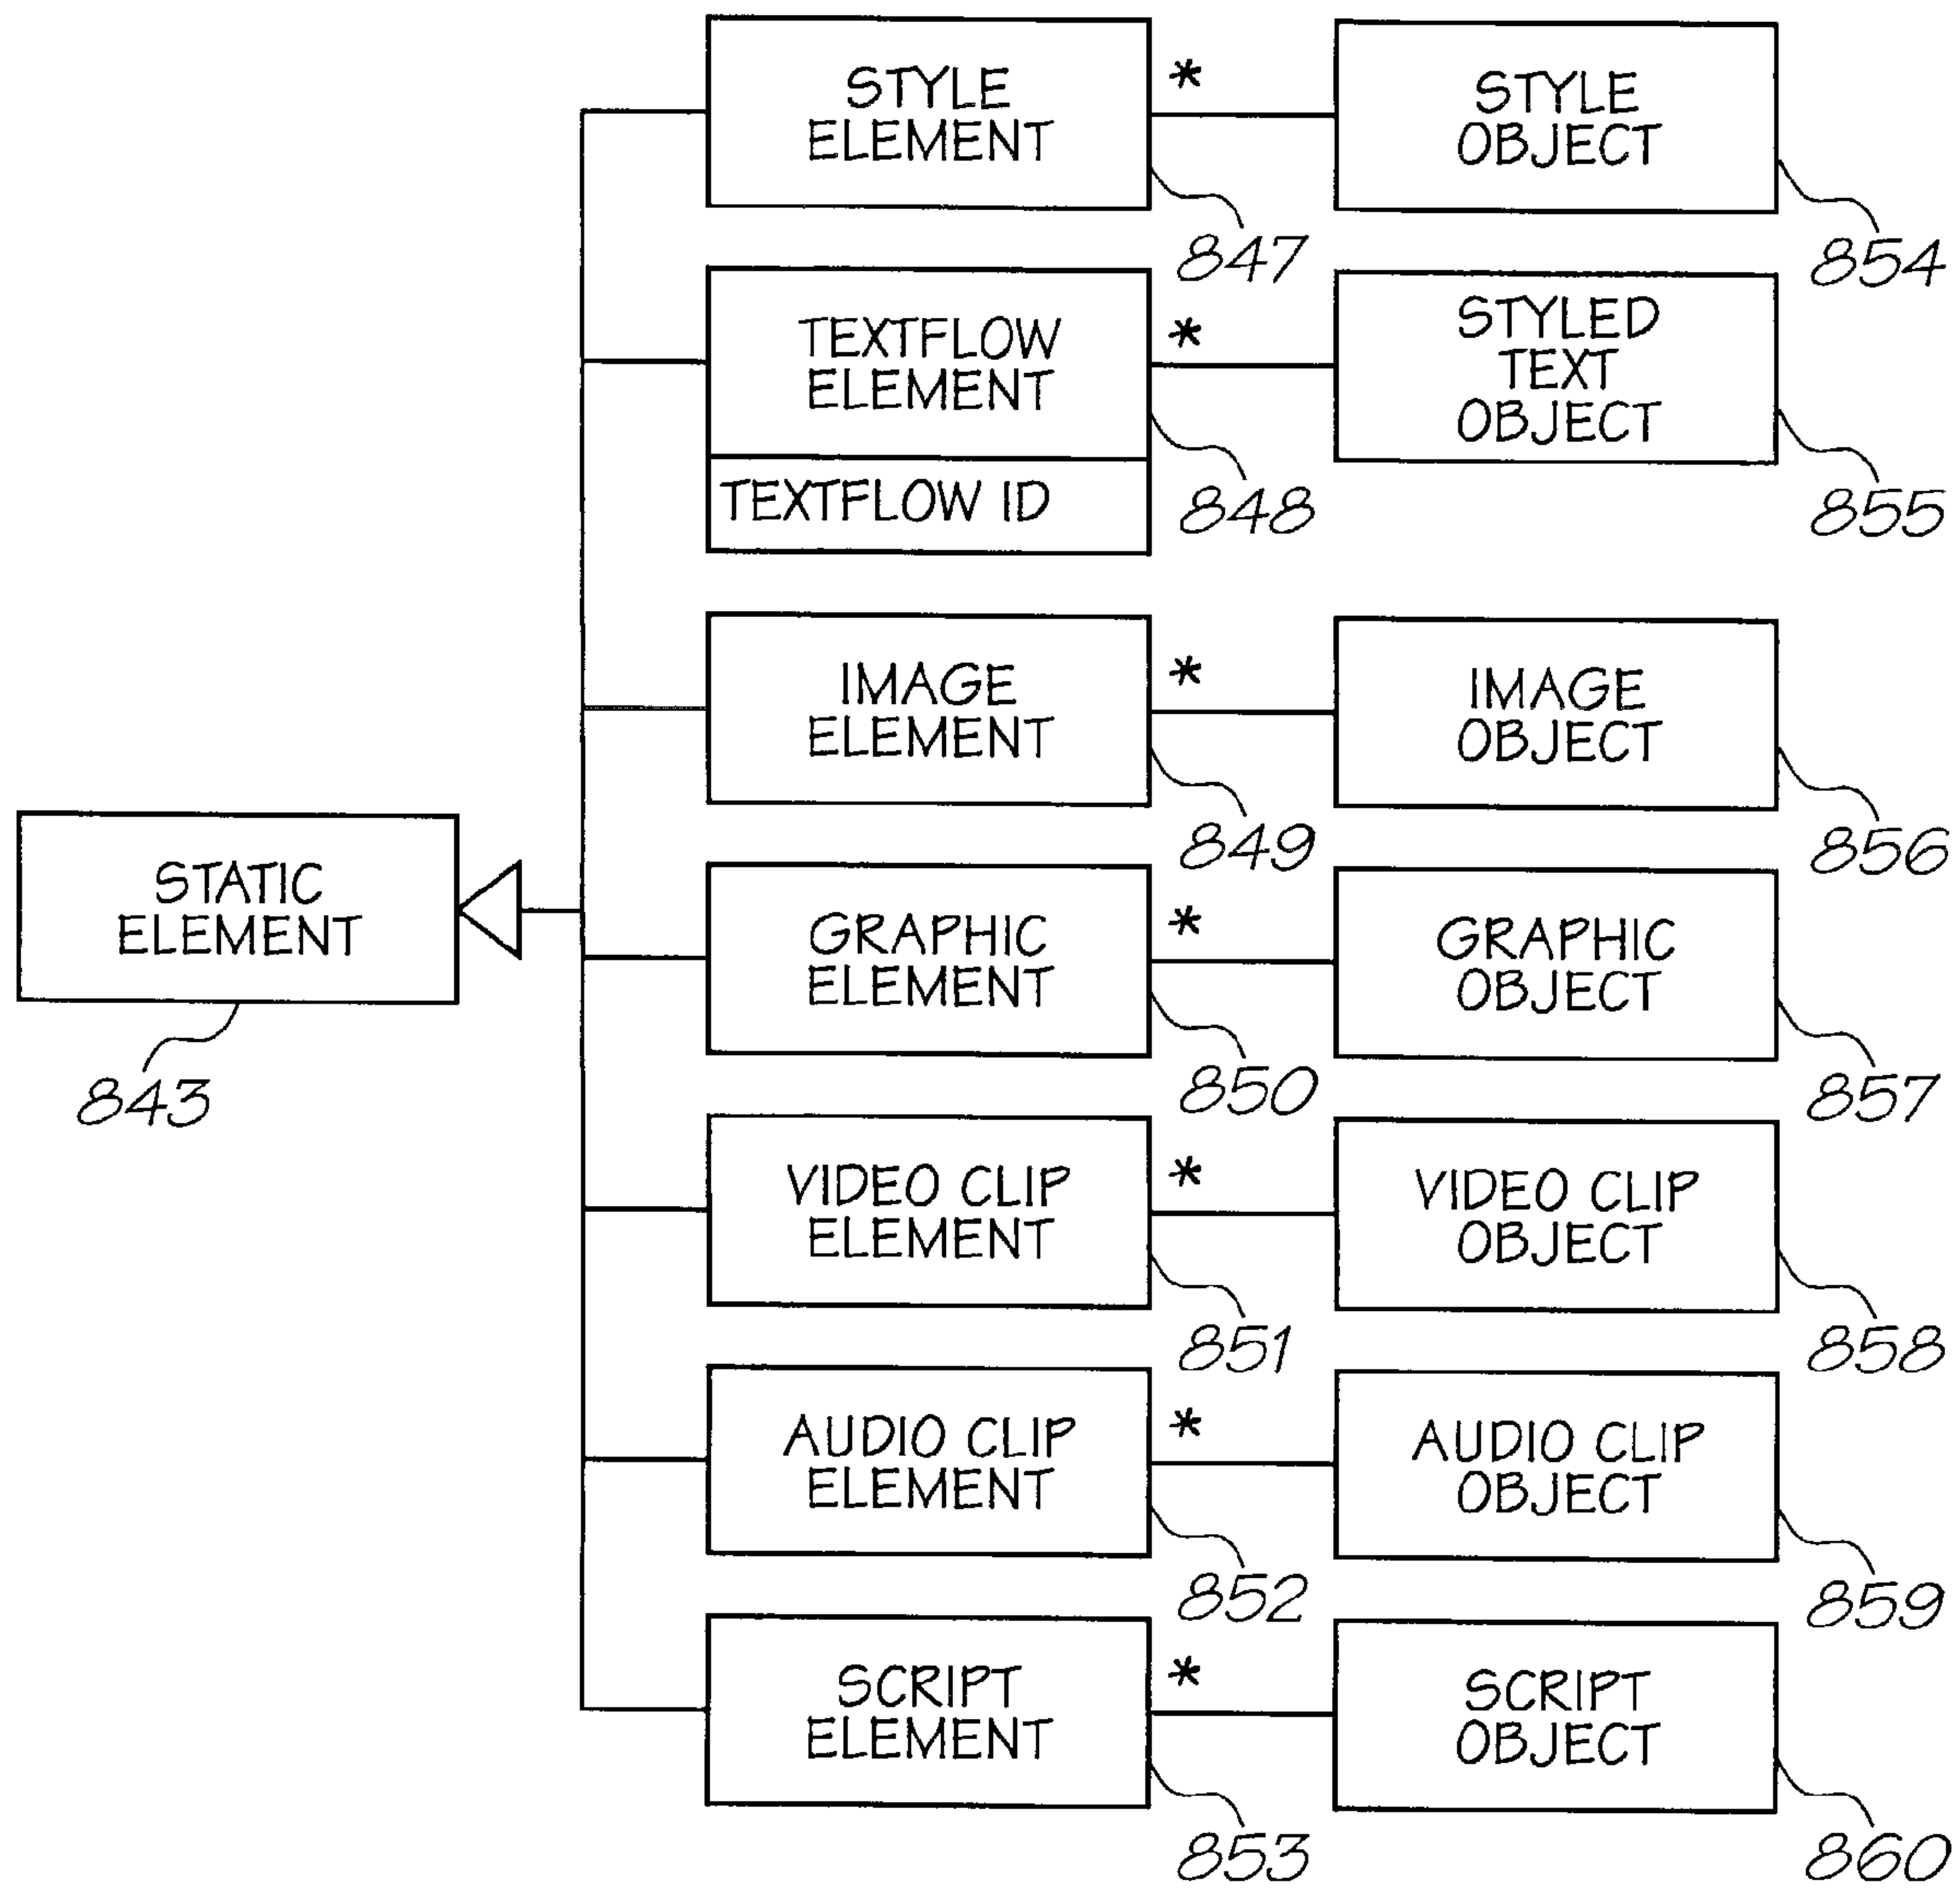 STYLE
ELEMENT
*
STYLE
OBJECT
847
854
TEXTFLOW
ELEMENT
TEXTFLOW ID
*
STYLED
TEXT
OBJECT
848
855
IMAGE
ELEMENT
*
IMAGE
OBJECT
849
856
STATIC
ELEMENT
843
GRAPHIC
ELEMENT
*
GRAPHIC
OBJECT
850
857
VIDEO CLIP
ELEMENT
*
VIDEO CLIP
OBJECT
851
858
AUDIO CLIP
ELEMENT
*
AUDIO CLIP
OBJECT
852
859
SCRIPT
ELEMENT
*
SCRIPT
OBJECT
853
860